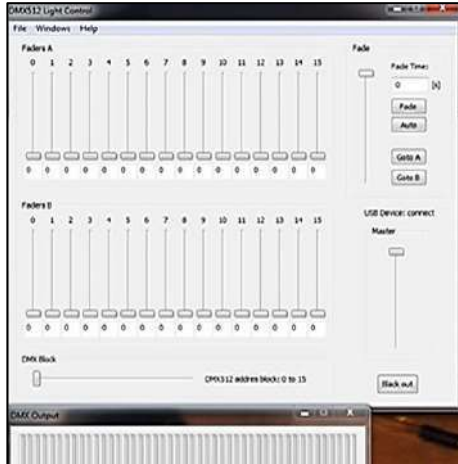 DMX512 Light Control
File Windows Help
Faders A
0 1 2 3 4 5 6 7 8 9 10 11 12 13 14 15
0 0 0 0 0 0 0 0 0 0 0 0 0 0 0 0
Faders B
0 1 2 3 4 5 6 7 8 9 10 11 12 13 14 15
0 0 0 0 0 0 0 0 0 0 0 0 0 0 0 0
DMX Block
DMX512 addres block: 0 to 15
Fade
Fade Time:
0 [s]
Fade
Auto
Goto A
Goto B
USB Device: connect
Master
Black out
DMX Output